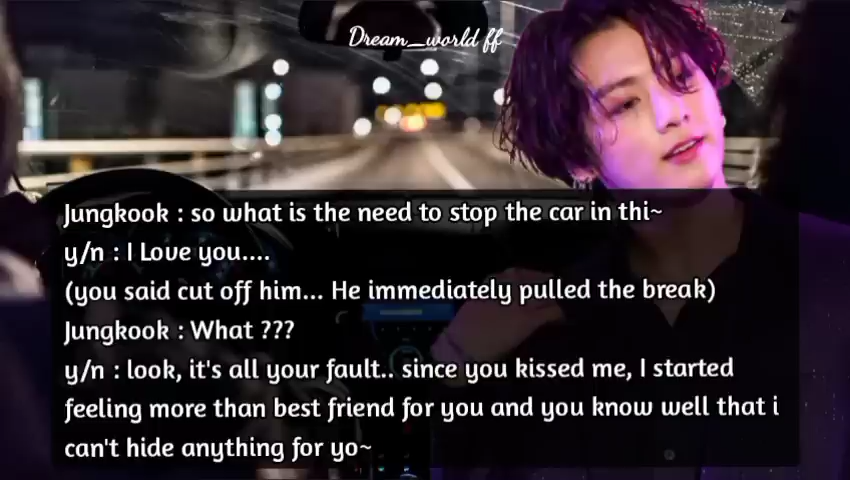 Dream_world ff
Jungkook : so what is the need to stop the car in thi~
y/n : I Love you....
(you said cut off him... He immediately pulled the break)
Jungkook : What ???
y/n : look, it's all your fault.. since you kissed me, I started
feeling more than best friend for you and you know well that i
can't hide anything for yo~